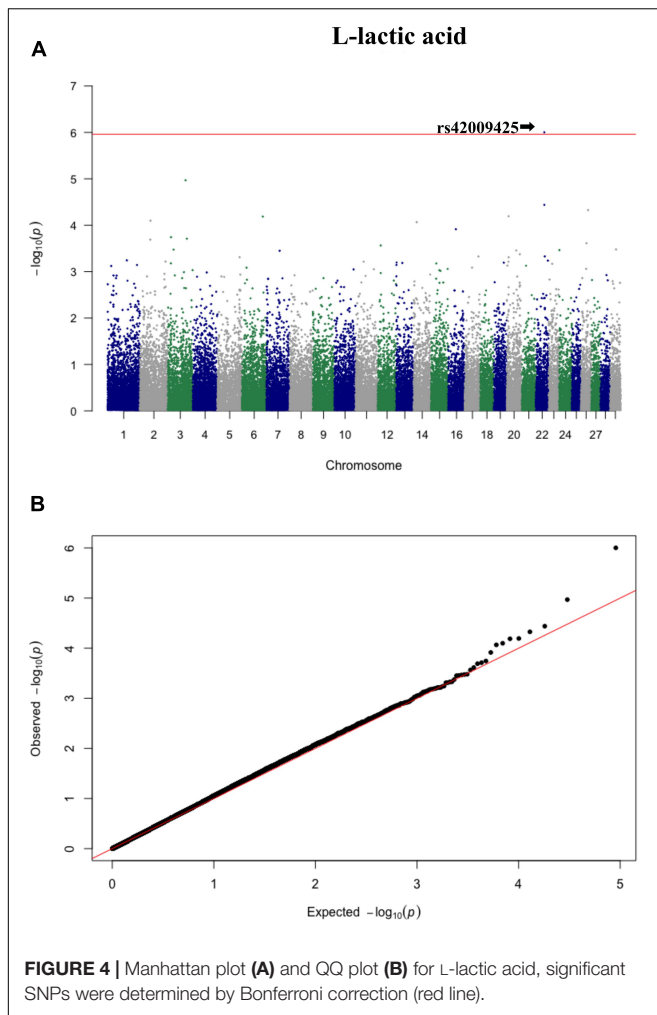 L-lactic acid
A
7
6
5
4
3
2
1
0
−log10(p)
rs42009425
1 2 3 4 5 6 7 8 9 10 12 14 16 18 20 22 24 27
Chromosome
B
6
5
4
3
2
1
0
Observed −log10(p)
0 1 2 3 4 5
Expected −log10(p)
FIGURE 4 | Manhattan plot (A) and QQ plot (B) for L-lactic acid, significant
SNPs were determined by Bonferroni correction (red line).